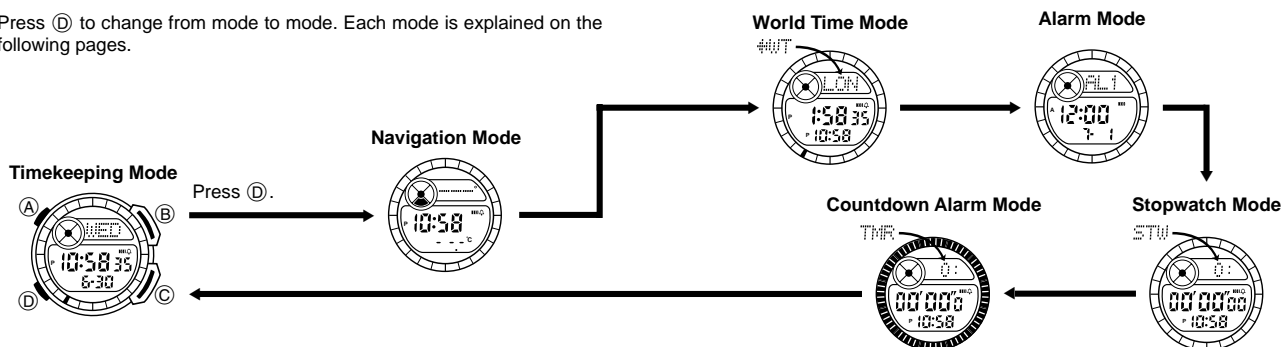 Press Ⓓ to change from mode to mode. Each mode is explained on the
following pages.
World Time Mode
WT
LON
P 1:58 35
P 10:58
Alarm Mode
AL1
A 12:00
7- 1
Navigation Mode
-----°
P 10:58
- - -.°C
Timekeeping Mode
Press Ⓓ.
Ⓐ
Ⓑ
WED
P 10:58 35
6-30
Ⓓ
Ⓒ
Countdown Alarm Mode
TMR
0:
00'00"0
P 10:58
Stopwatch Mode
STW
0:
00'00"00
P 10:58